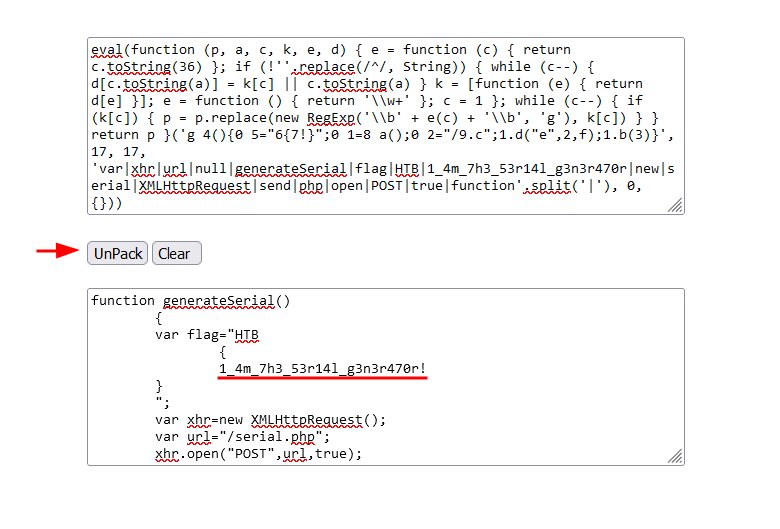 eval(function (p, a, c, k, e, d) { e = function (c) { return
c.toString(36) }; if (!''.replace(/^/, String)) { while (c--) {
d[c.toString(a)] = k[c] || c.toString(a) } k = [function (e) { return
d[e] }]; e = function () { return '\\w+' }; c = 1 }; while (c--) { if
(k[c]) { p = p.replace(new RegExp('\\b' + e(c) + '\\b', 'g'), k[c]) } }
return p }('g 4(){0 5="6{7!}";0 1=8 a();0 2="/9.c";1.d("e",2,f);1.b(3)}',
17, 17,
'var|xhr|url|null|generateSerial|flag|HTB|1_4m_7h3_53r14l_g3n3r470r|new|s
erial|XMLHttpRequest|send|php|open|POST|true|function'.split('|'), 0,
{}))
UnPack Clear
function generateSerial()
{
var flag="HTB
{
1_4m_7h3_53r14l_g3n3r470r!
}
";
var xhr=new XMLHttpRequest();
var url="/serial.php";
xhr.open("POST",url,true);